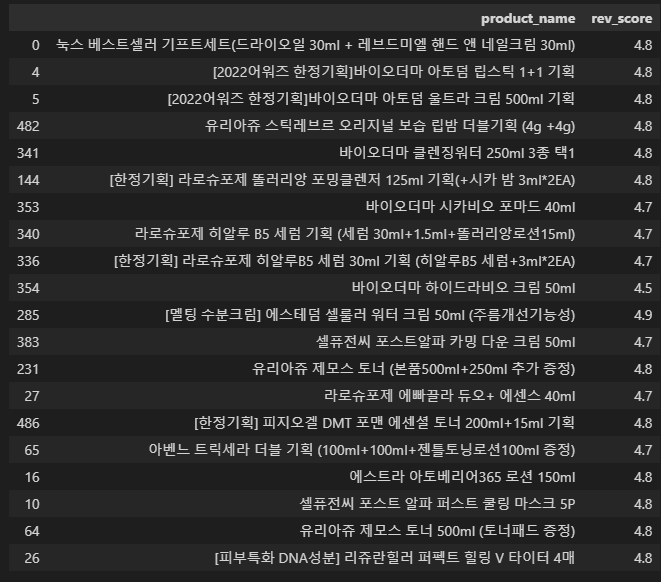 product_name rev_score
0 눅스 베스트셀러 기프트세트(드라이오일 30ml + 레브드미엘 핸드 앤 네일크림 30ml) 4.8
4 [2022어워즈 한정기획]바이오더마 아토덤 립스틱 1+1 기획 4.8
5 [2022어워즈 한정기획]바이오더마 아토덤 울트라 크림 500ml 기획 4.8
482 유리아쥬 스틱레브르 오리지널 보습 립밤 더블기획 (4g +4g) 4.8
341 바이오더마 클렌징워터 250ml 3종 택1 4.8
144 [한정기획] 라로슈포제 똘러리앙 포밍클렌저 125ml 기획(+시카 밤 3ml*2EA) 4.8
353 바이오더마 시카비오 포마드 40ml 4.7
340 라로슈포제 히알루 B5 세럼 기획 (세럼 30ml+1.5ml+똘러리앙로션15ml) 4.7
336 [한정기획] 라로슈포제 히알루B5 세럼 30ml 기획 (히알루B5 세럼+3ml*2EA) 4.7
354 바이오더마 하이드라비오 크림 50ml 4.5
285 [멜팅 수분크림] 에스테덤 셀룰러 워터 크림 50ml (주름개선기능성) 4.9
383 셀퓨전씨 포스트알파 카밍 다운 크림 50ml 4.7
231 유리아쥬 제모스 토너 (본품500ml+250ml 추가 증정) 4.8
27 라로슈포제 에빠끌라 듀오+ 에센스 40ml 4.7
486 [한정기획] 피지오겔 DMT 포맨 에센셜 토너 200ml+15ml 기획 4.8
65 아벤느 트릭세라 더블 기획 (100ml+100ml+젠틀토닝로션100ml 증정) 4.7
16 에스트라 아토베리어365 로션 150ml 4.8
10 셀퓨전씨 포스트 알파 퍼스트 쿨링 마스크 5P 4.8
64 유리아쥬 제모스 토너 500ml (토너패드 증정) 4.8
26 [피부특화 DNA성분] 리쥬란힐러 퍼펙트 힐링 V 타이터 4매 4.8